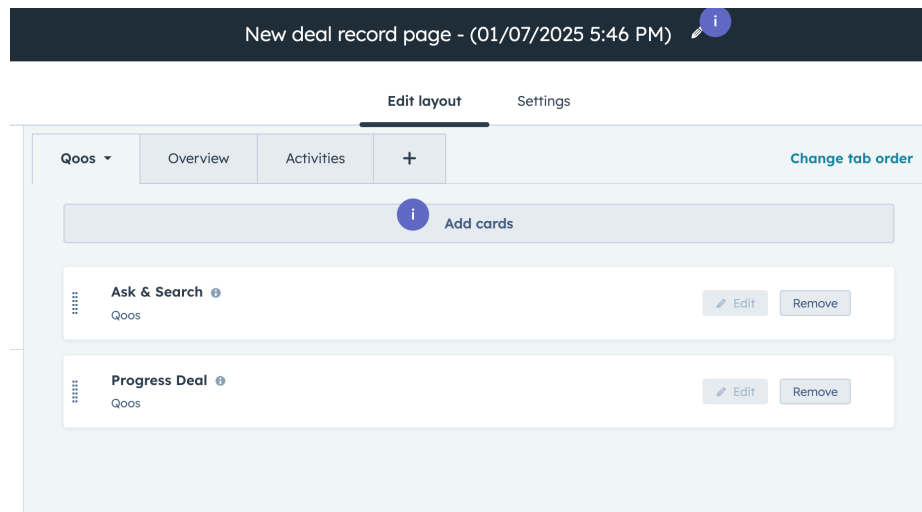 New deal record page - (01/07/2025 5:46 PM)
i
Edit layout Settings
Qoos Overview Activities + Change tab order
i Add cards
Ask & Search i
Qoos
Edit Remove
Progress Deal i
Qoos
Edit Remove